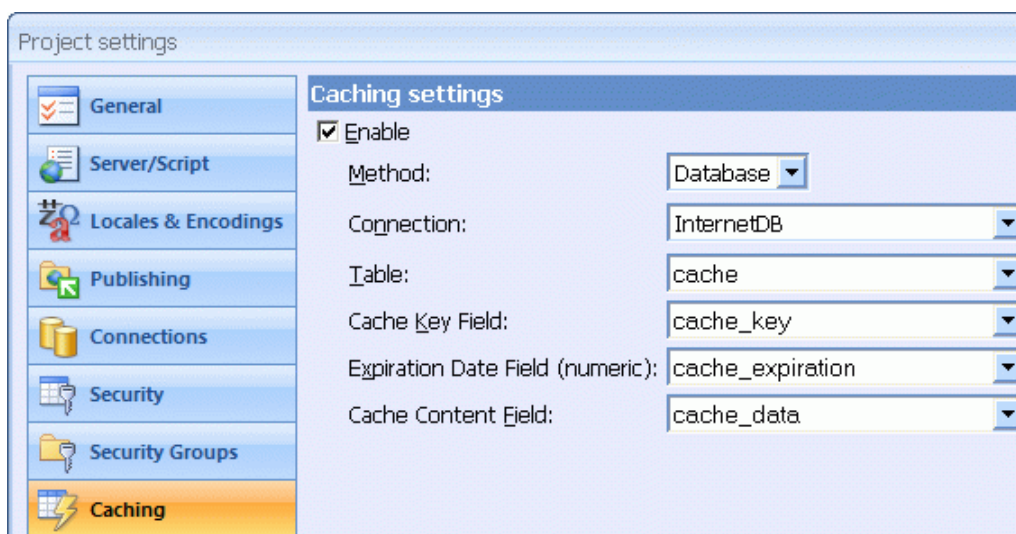 Project settings
General
Server/Script
Locales & Encodings
Publishing
Connections
Security
Security Groups
Caching
Caching settings
Enable
Method: Database
Connection: InternetDB
Table: cache
Cache Key Field: cache_key
Expiration Date Field (numeric): cache_expiration
Cache Content Field: cache_data